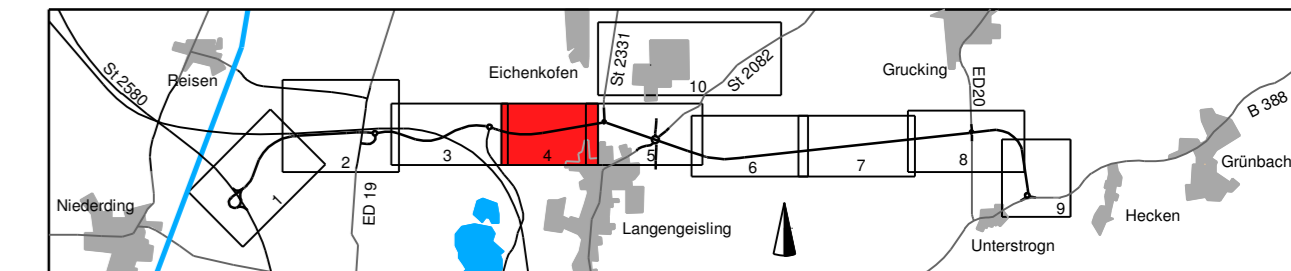 St 2580
Reisen
Niederding
1
2
ED 19
3
Eichenkofen
4
St 2331
10
St 2082
5
Langengeisling
6
7
Grucking
ED20
8
9
Unterstrogn
B 388
Grünbach
Hecken